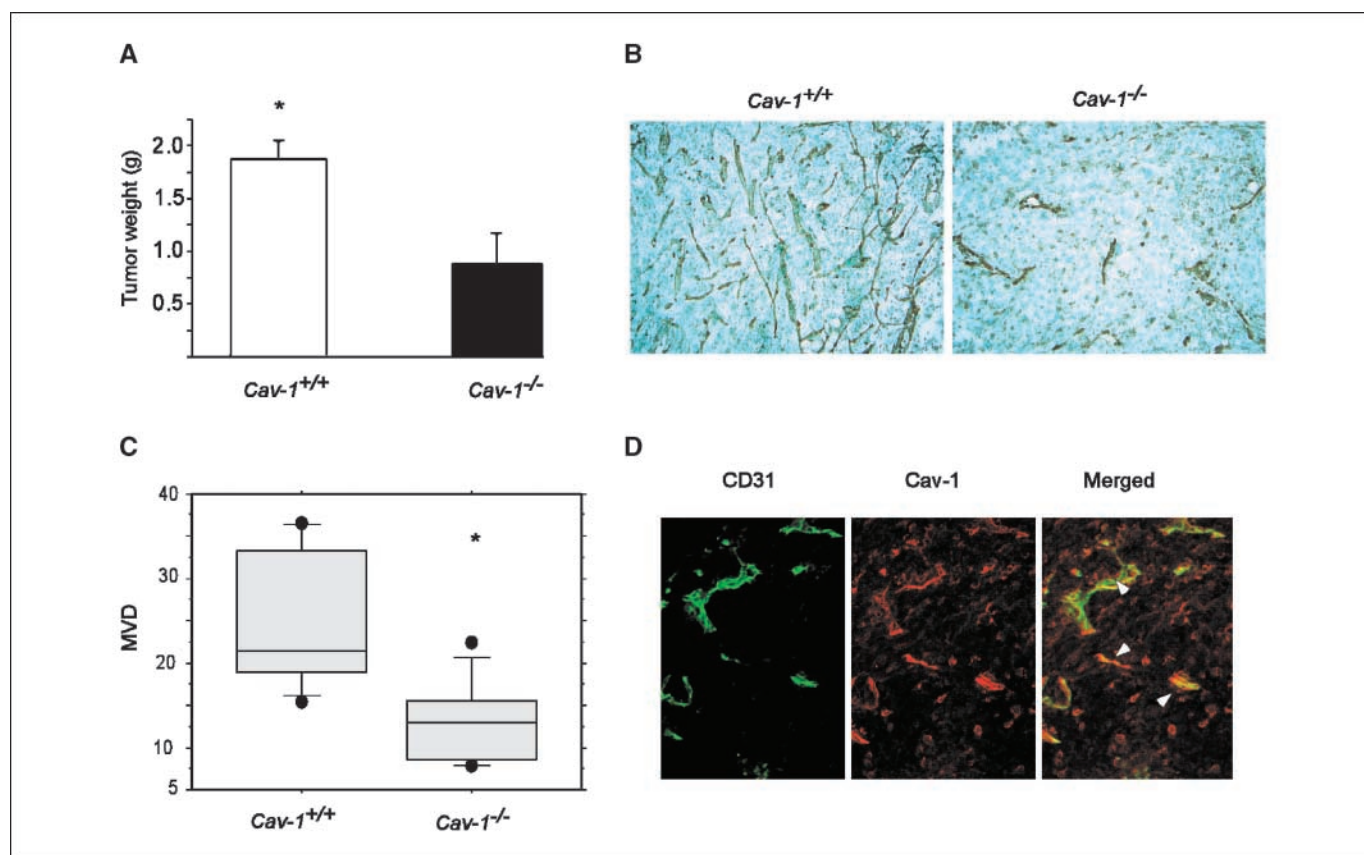 A
*
Tumor weight (g)
2.0
1.5
1.0
0.5
Cav-1+/+
Cav-1-/-
B
Cav-1+/+
Cav-1-/-
C
MVD
40
30
20
10
5
*
Cav-1+/+
Cav-1-/-
D
CD31
Cav-1
Merged